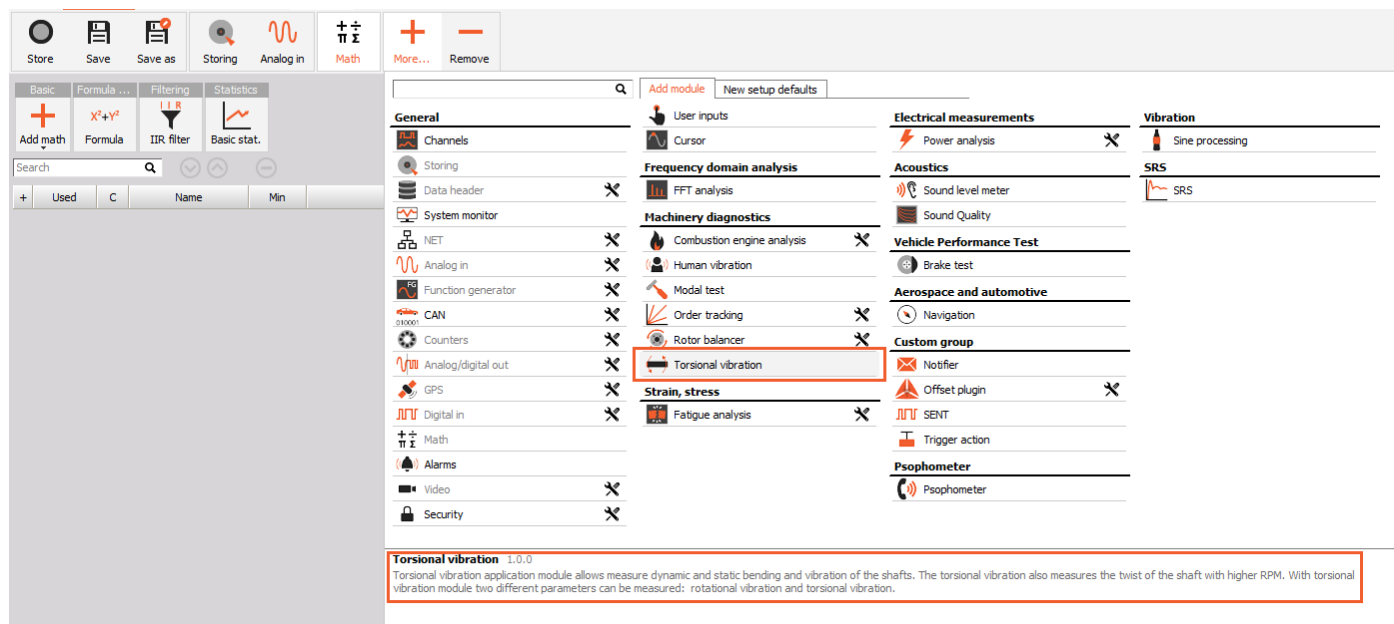 Store
Save
Save as
Storing
Analog in
Math
More...
Remove
Basic
Formula ...
Filtering
Statistics
Add math
Formula
IIR filter
Basic stat.
Search
+
Used
C
Name
Min
Add module
New setup defaults
General
Channels
Storing
Data header
System monitor
NET
Analog in
Function generator
CAN
Counters
Analog/digital out
GPS
Digital in
Math
Alarms
Video
Security
User inputs
Cursor
Frequency domain analysis
FFT analysis
Machinery diagnostics
Combustion engine analysis
Human vibration
Modal test
Order tracking
Rotor balancer
Torsional vibration
Strain, stress
Fatigue analysis
Electrical measurements
Power analysis
Acoustics
Sound level meter
Sound Quality
Vehicle Performance Test
Brake test
Aerospace and automotive
Navigation
Custom group
Notifier
Offset plugin
SENT
Trigger action
Psophometer
Psophometer
Vibration
Sine processing
SRS
SRS
Torsional vibration 1.0.0
Torsional vibration application module allows measure dynamic and static bending and vibration of the shafts. The torsional vibration also measures the twist of the shaft with higher RPM. With torsional
vibration module two different parameters can be measured: rotational vibration and torsional vibration.